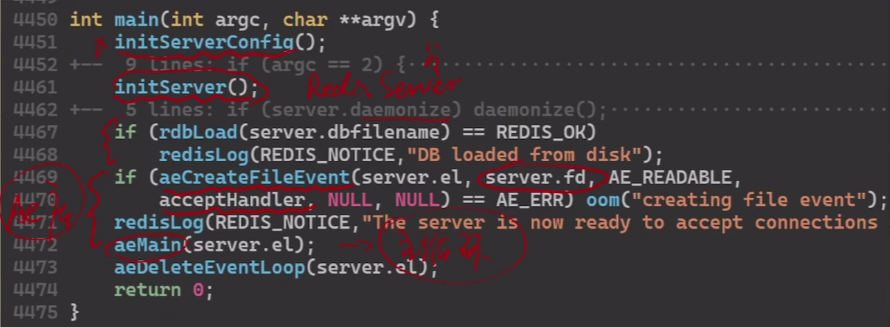 4450 int main(int argc, char **argv) {
4451 initServerConfig();
4452 +-- 9 lines: if (argc == 2) {
4461 initServer();
Redis Server
4462 +-- 5 lines: if (server.daemonize) daemonize();
4467 if (rdbLoad(server.dbfilename) == REDIS_OK)
4468 redisLog(REDIS_NOTICE,"DB loaded from disk");
4469 if (aeCreateFileEvent(server.el, server.fd, AE_READABLE,
4470 acceptHandler, NULL, NULL) == AE_ERR) oom("creating file event");
4471 redisLog(REDIS_NOTICE,"The server is now ready to accept connections
4472 aeMain(server.el);
4473 aeDeleteEventLoop(server.el);
4474 return 0;
4475 }